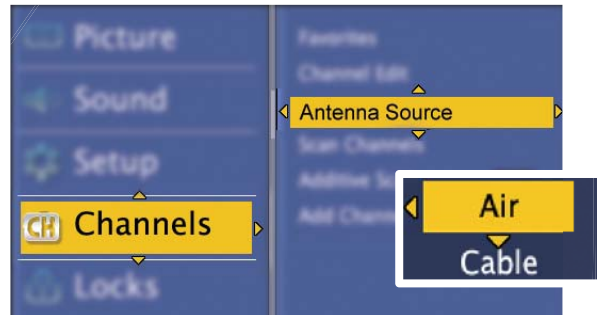 Picture
Sound
Setup
CH Channels
Locks
Favorites
Channel Edit
Antenna Source
Scan Channels
Air
Cable